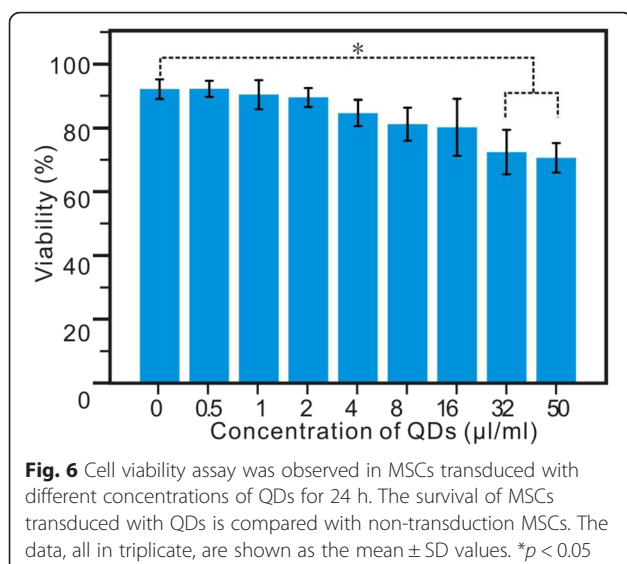 *
100
80
60
40
20
0
Viability (%)
0 0.5 1 2 4 8 16 32 50
Concentration of QDs (µl/ml)
Fig. 6 Cell viability assay was observed in MSCs transduced with
different concentrations of QDs for 24 h. The survival of MSCs
transduced with QDs is compared with non-transduction MSCs. The
data, all in triplicate, are shown as the mean ± SD values. *p < 0.05